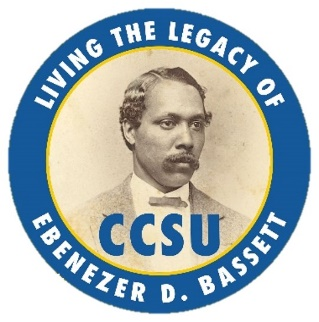 LIVING THE LEGACY OF
CCSU
EBENEZER D. BASSETT